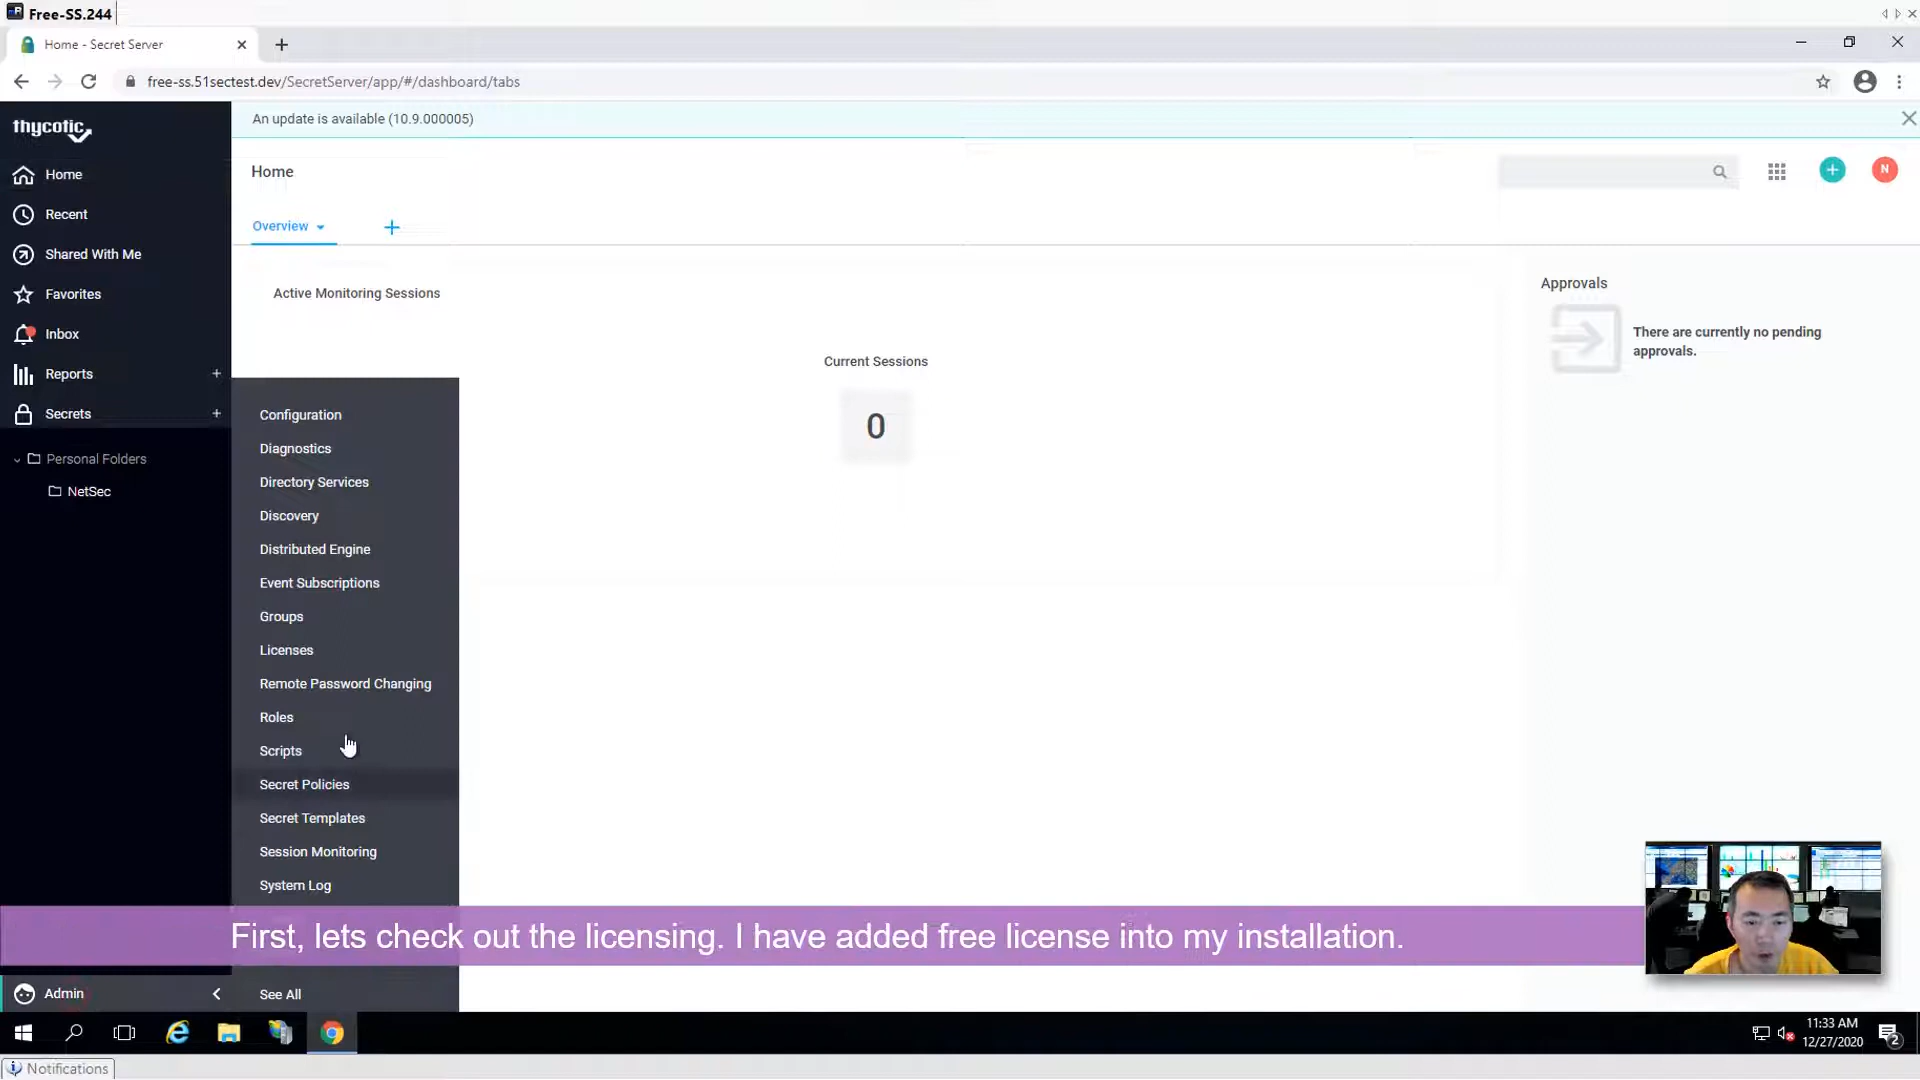 Free-SS.244
Home - Secret Server
free-ss.51sectest.dev/SecretServer/app/#/dashboard/tabs
thycotic
An update is available (10.9.000005)
Home
Home
N
Recent
Overview
Shared With Me
Favorites
Active Monitoring Sessions
Approvals
There are currently no pending
approvals.
Inbox
Reports
Current Sessions
0
Secrets
Personal Folders
NetSec
Configuration
Diagnostics
Directory Services
Discovery
Distributed Engine
Event Subscriptions
Groups
Licenses
Remote Password Changing
Roles
Scripts
Secret Policies
Secret Templates
Session Monitoring
System Log
First, lets check out the licensing. I have added free license into my installation.
Admin
See All
11:33 AM
12/27/2020
2
Notifications